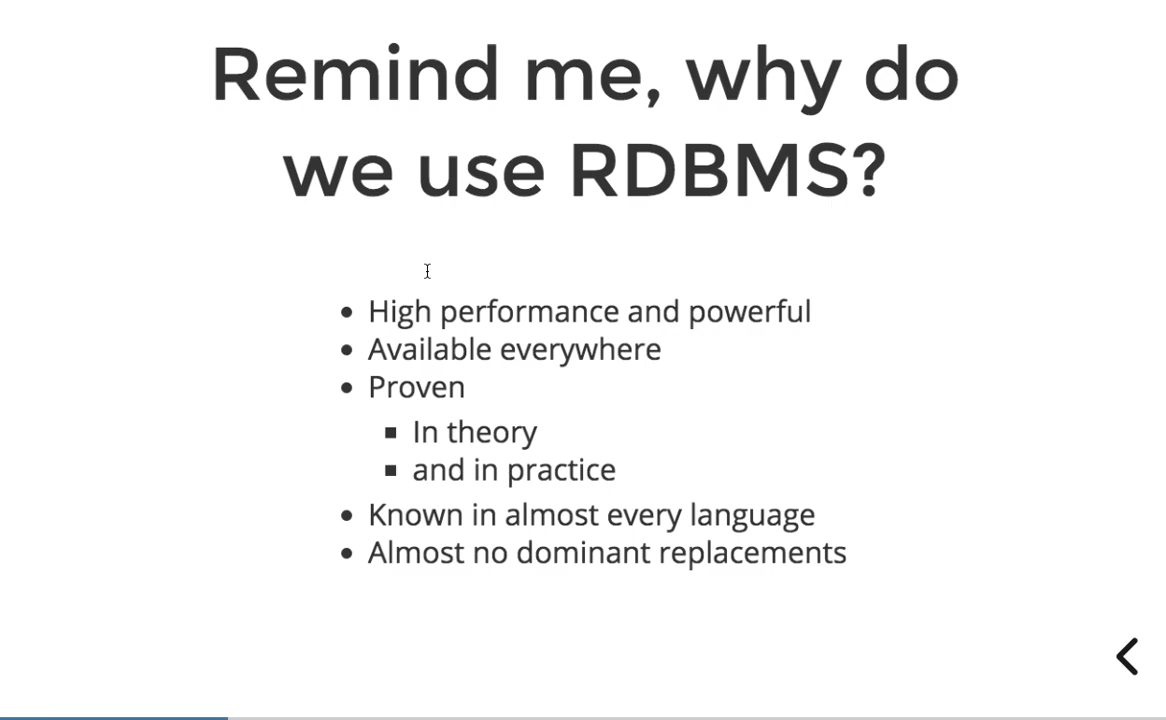 Remind me, why do
we use RDBMS?
High performance and powerful
Available everywhere
Proven
In theory
and in practice
Known in almost every language
Almost no dominant replacements